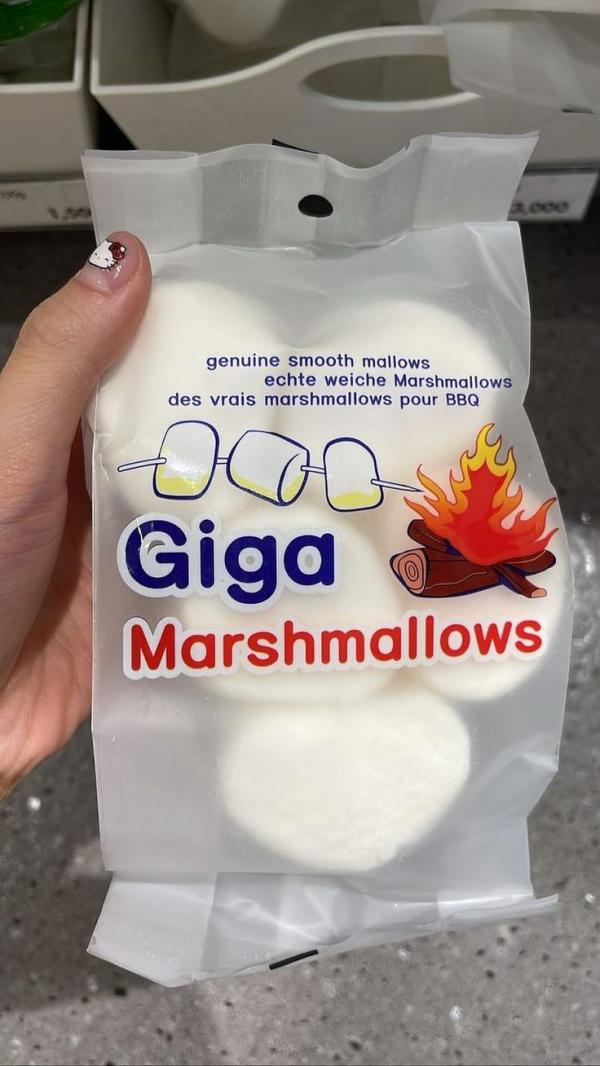 genuine smooth mallows
echte weiche Marshmallows
des vrais marshmallows pour BBQ
Giga
Marshmallows